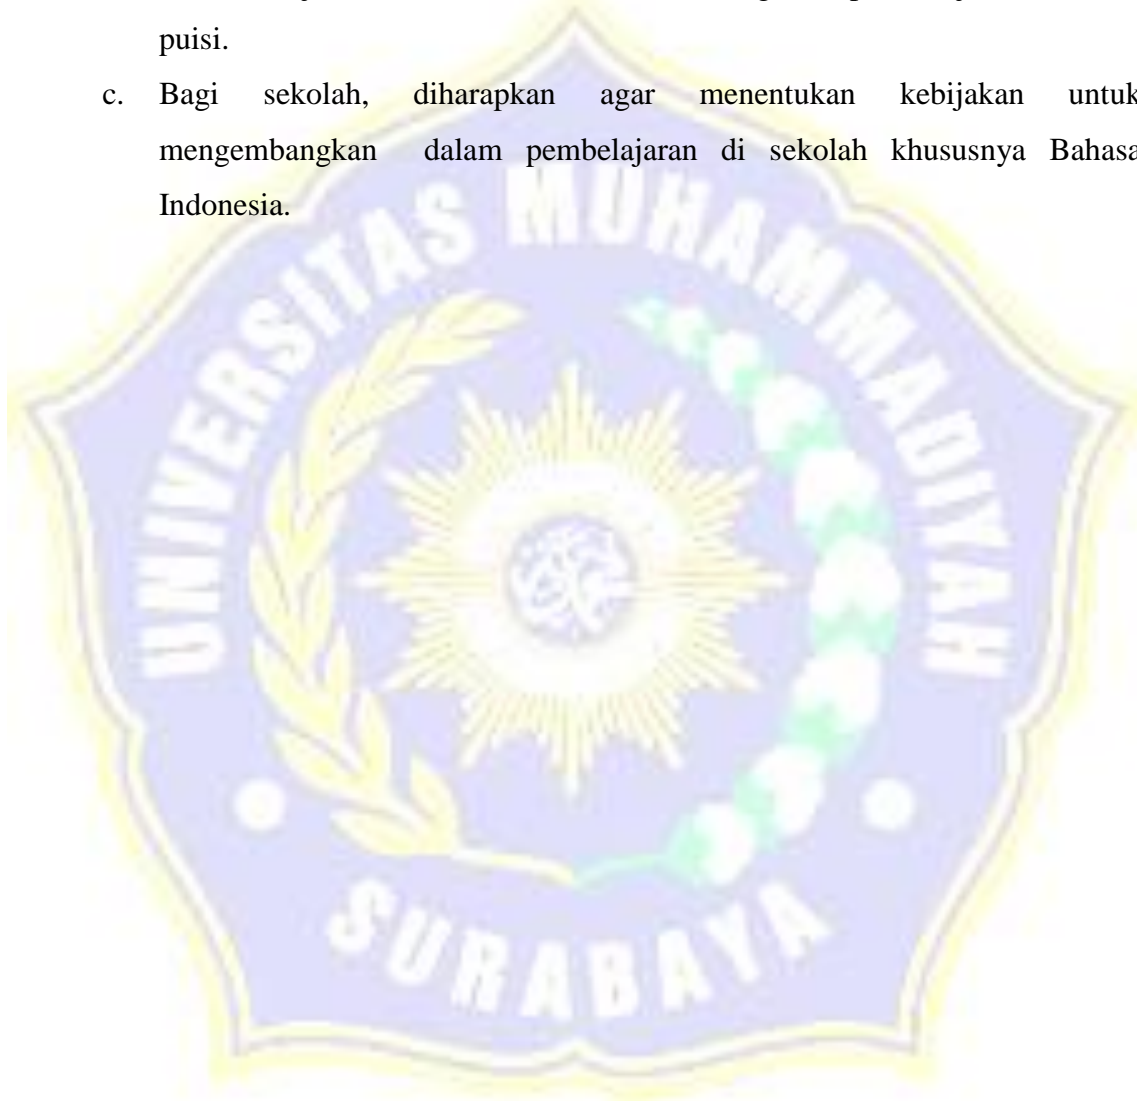 puisi.
c. Bagi sekolah, diharapkan agar menentukan kebijakan untuk
mengembangkan dalam pembelajaran di sekolah khususnya Bahasa
Indonesia.
UNIVERSITAS MUHAMMADIYAH
SURABAYA